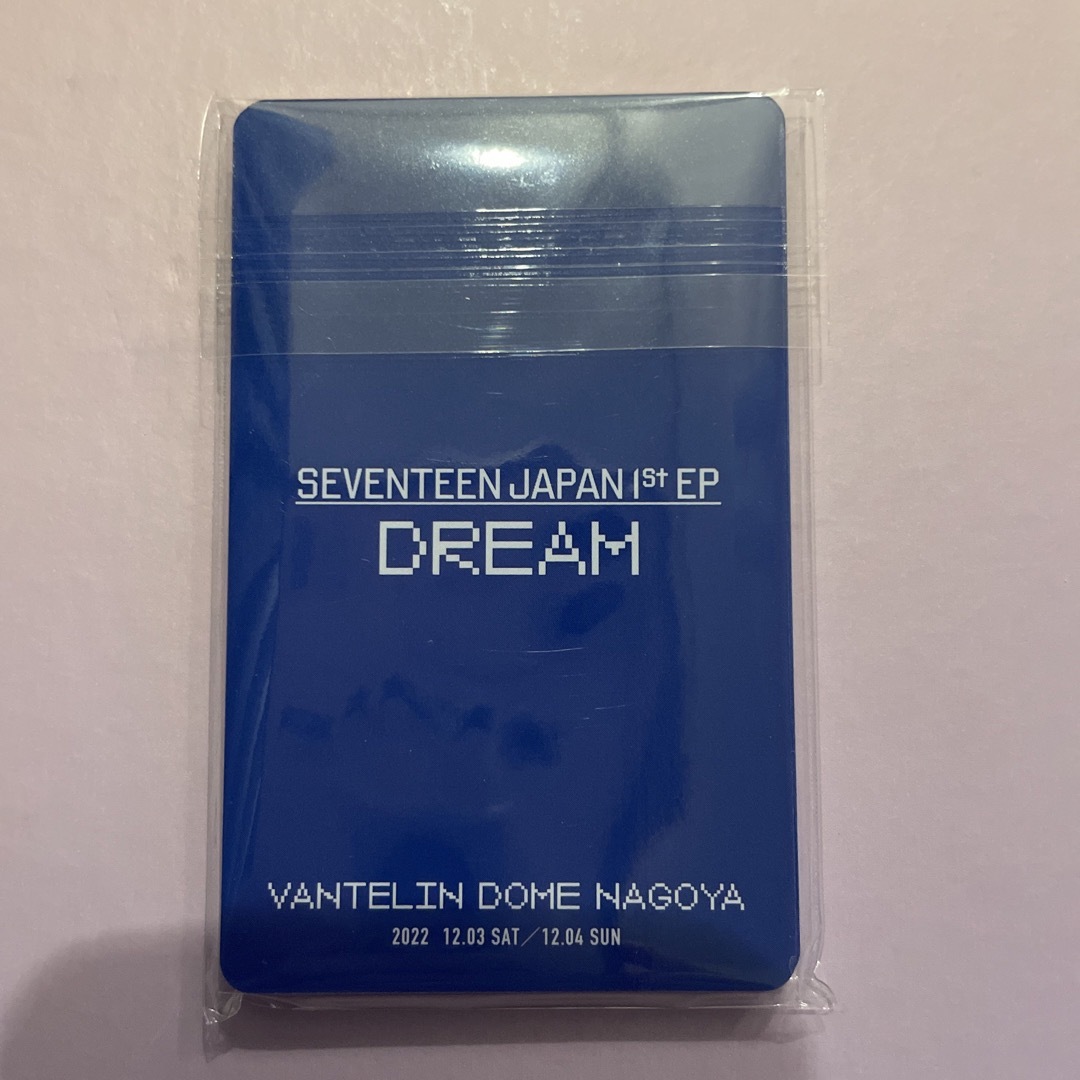 SEVENTEEN JAPAN 1St EP
DREAM
VANTELIN DOME NAGOYA
2022 12.03 SAT/12.04 SUN